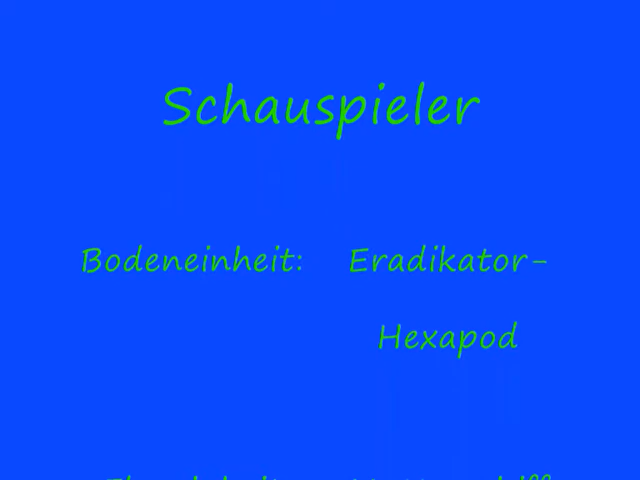 Schauspieler
Bodeneinheit: Eradikator-
Hexapod